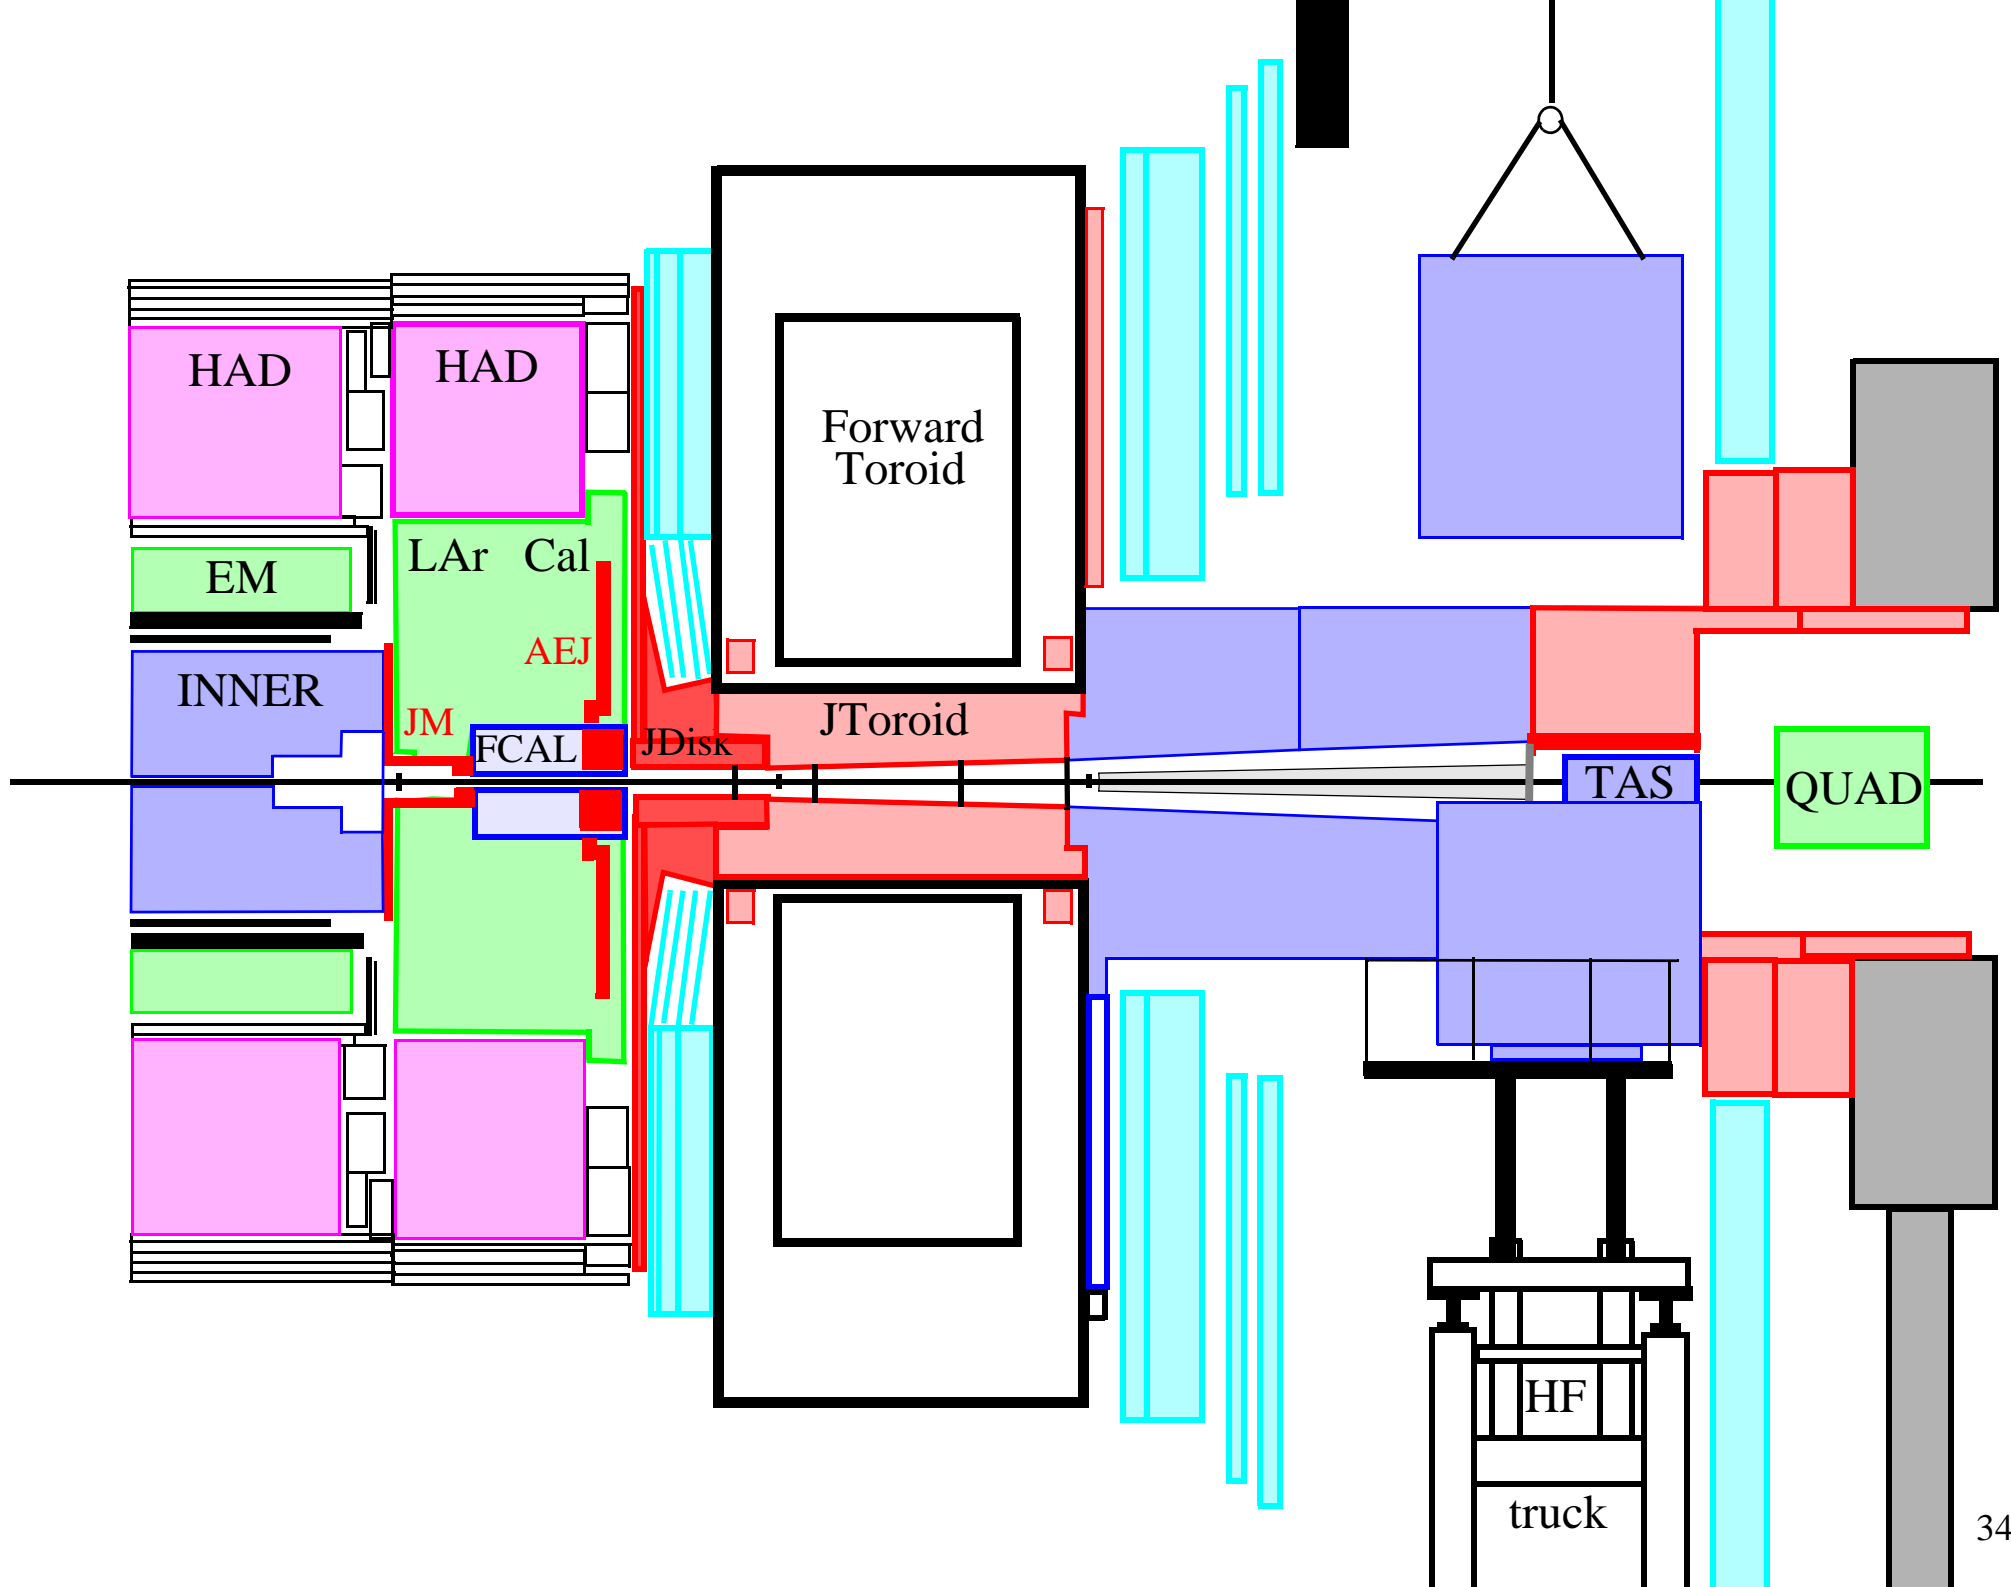 HAD
HAD
Forward
Toroid
LAr Cal
EM
AEJ
INNER
JM
JToroid
FCAL
JDisk
TAS
QUAD
HF
truck
34